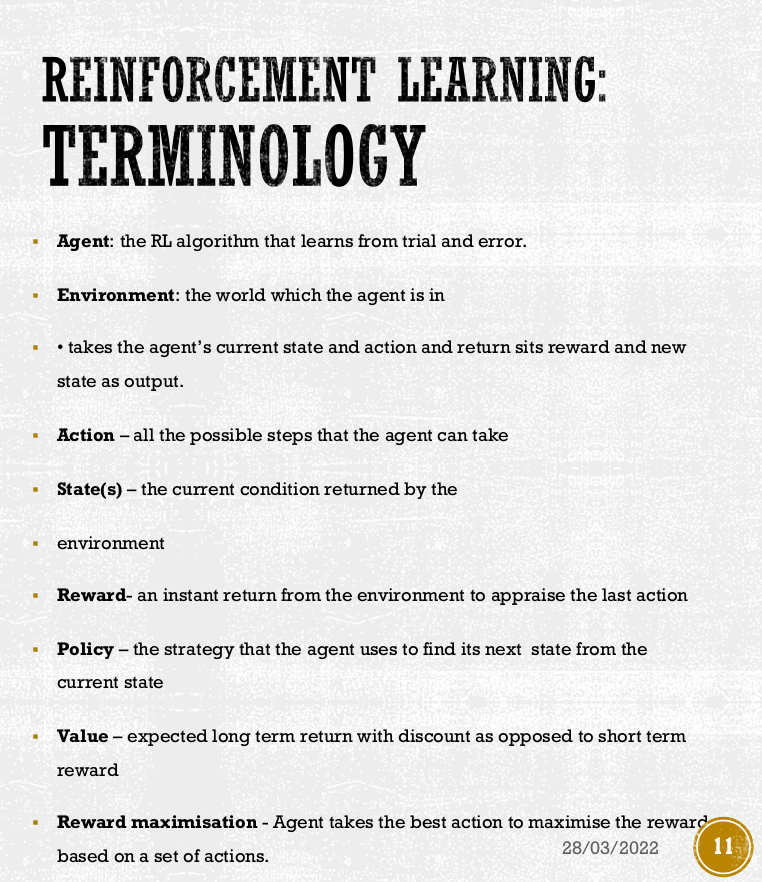 REINFORCEMENT LEARNING:
TERMINOLOGY
▪ Agent: the RL algorithm that learns from trial and error.
▪ Environment: the world which the agent is in
▪ • takes the agent’s current state and action and return sits reward and new
state as output.
▪ Action – all the possible steps that the agent can take
▪ State(s) – the current condition returned by the
▪ environment
▪ Reward- an instant return from the environment to appraise the last action
▪ Policy – the strategy that the agent uses to find its next  state from the
current state
▪ Value – expected long term return with discount as opposed to short term
reward
▪ Reward maximisation - Agent takes the best action to maximise the reward
based on a set of actions.
28/03/2022
11